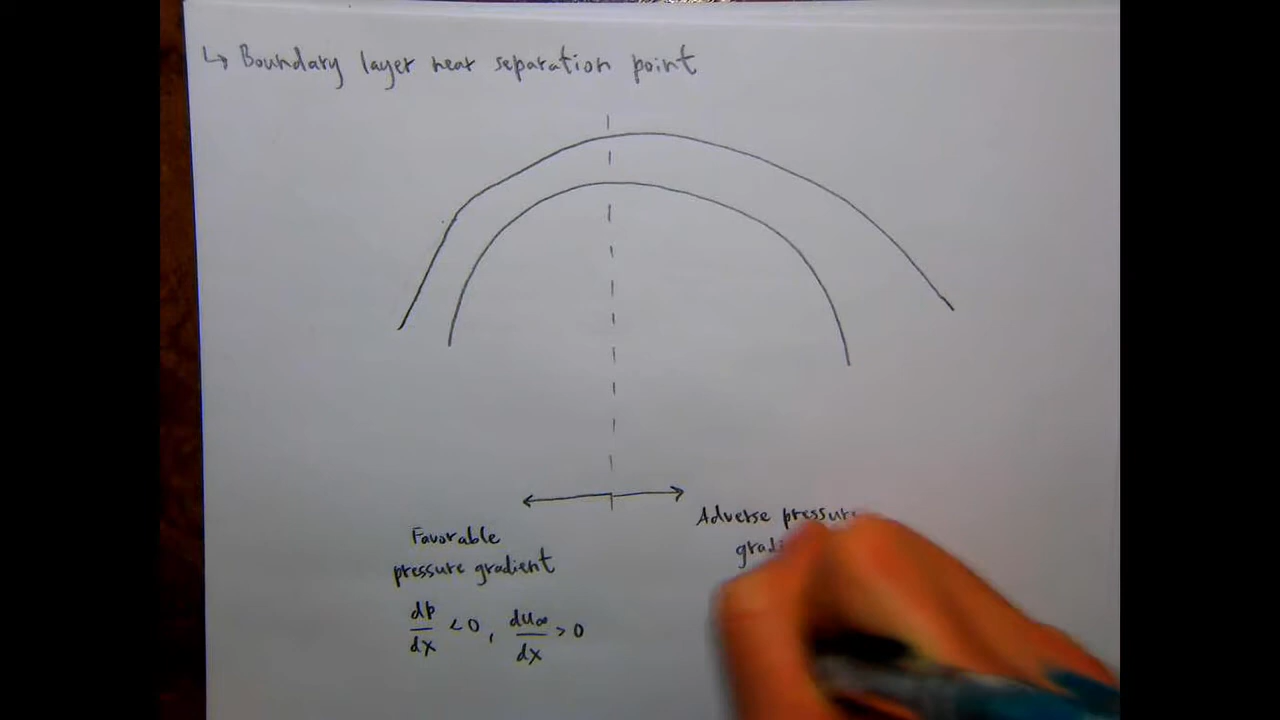 ↳ Boundary layer near separation point
Favorable
pressure gradient
dp/dx < 0, du∞/dx > 0
Adverse pressure